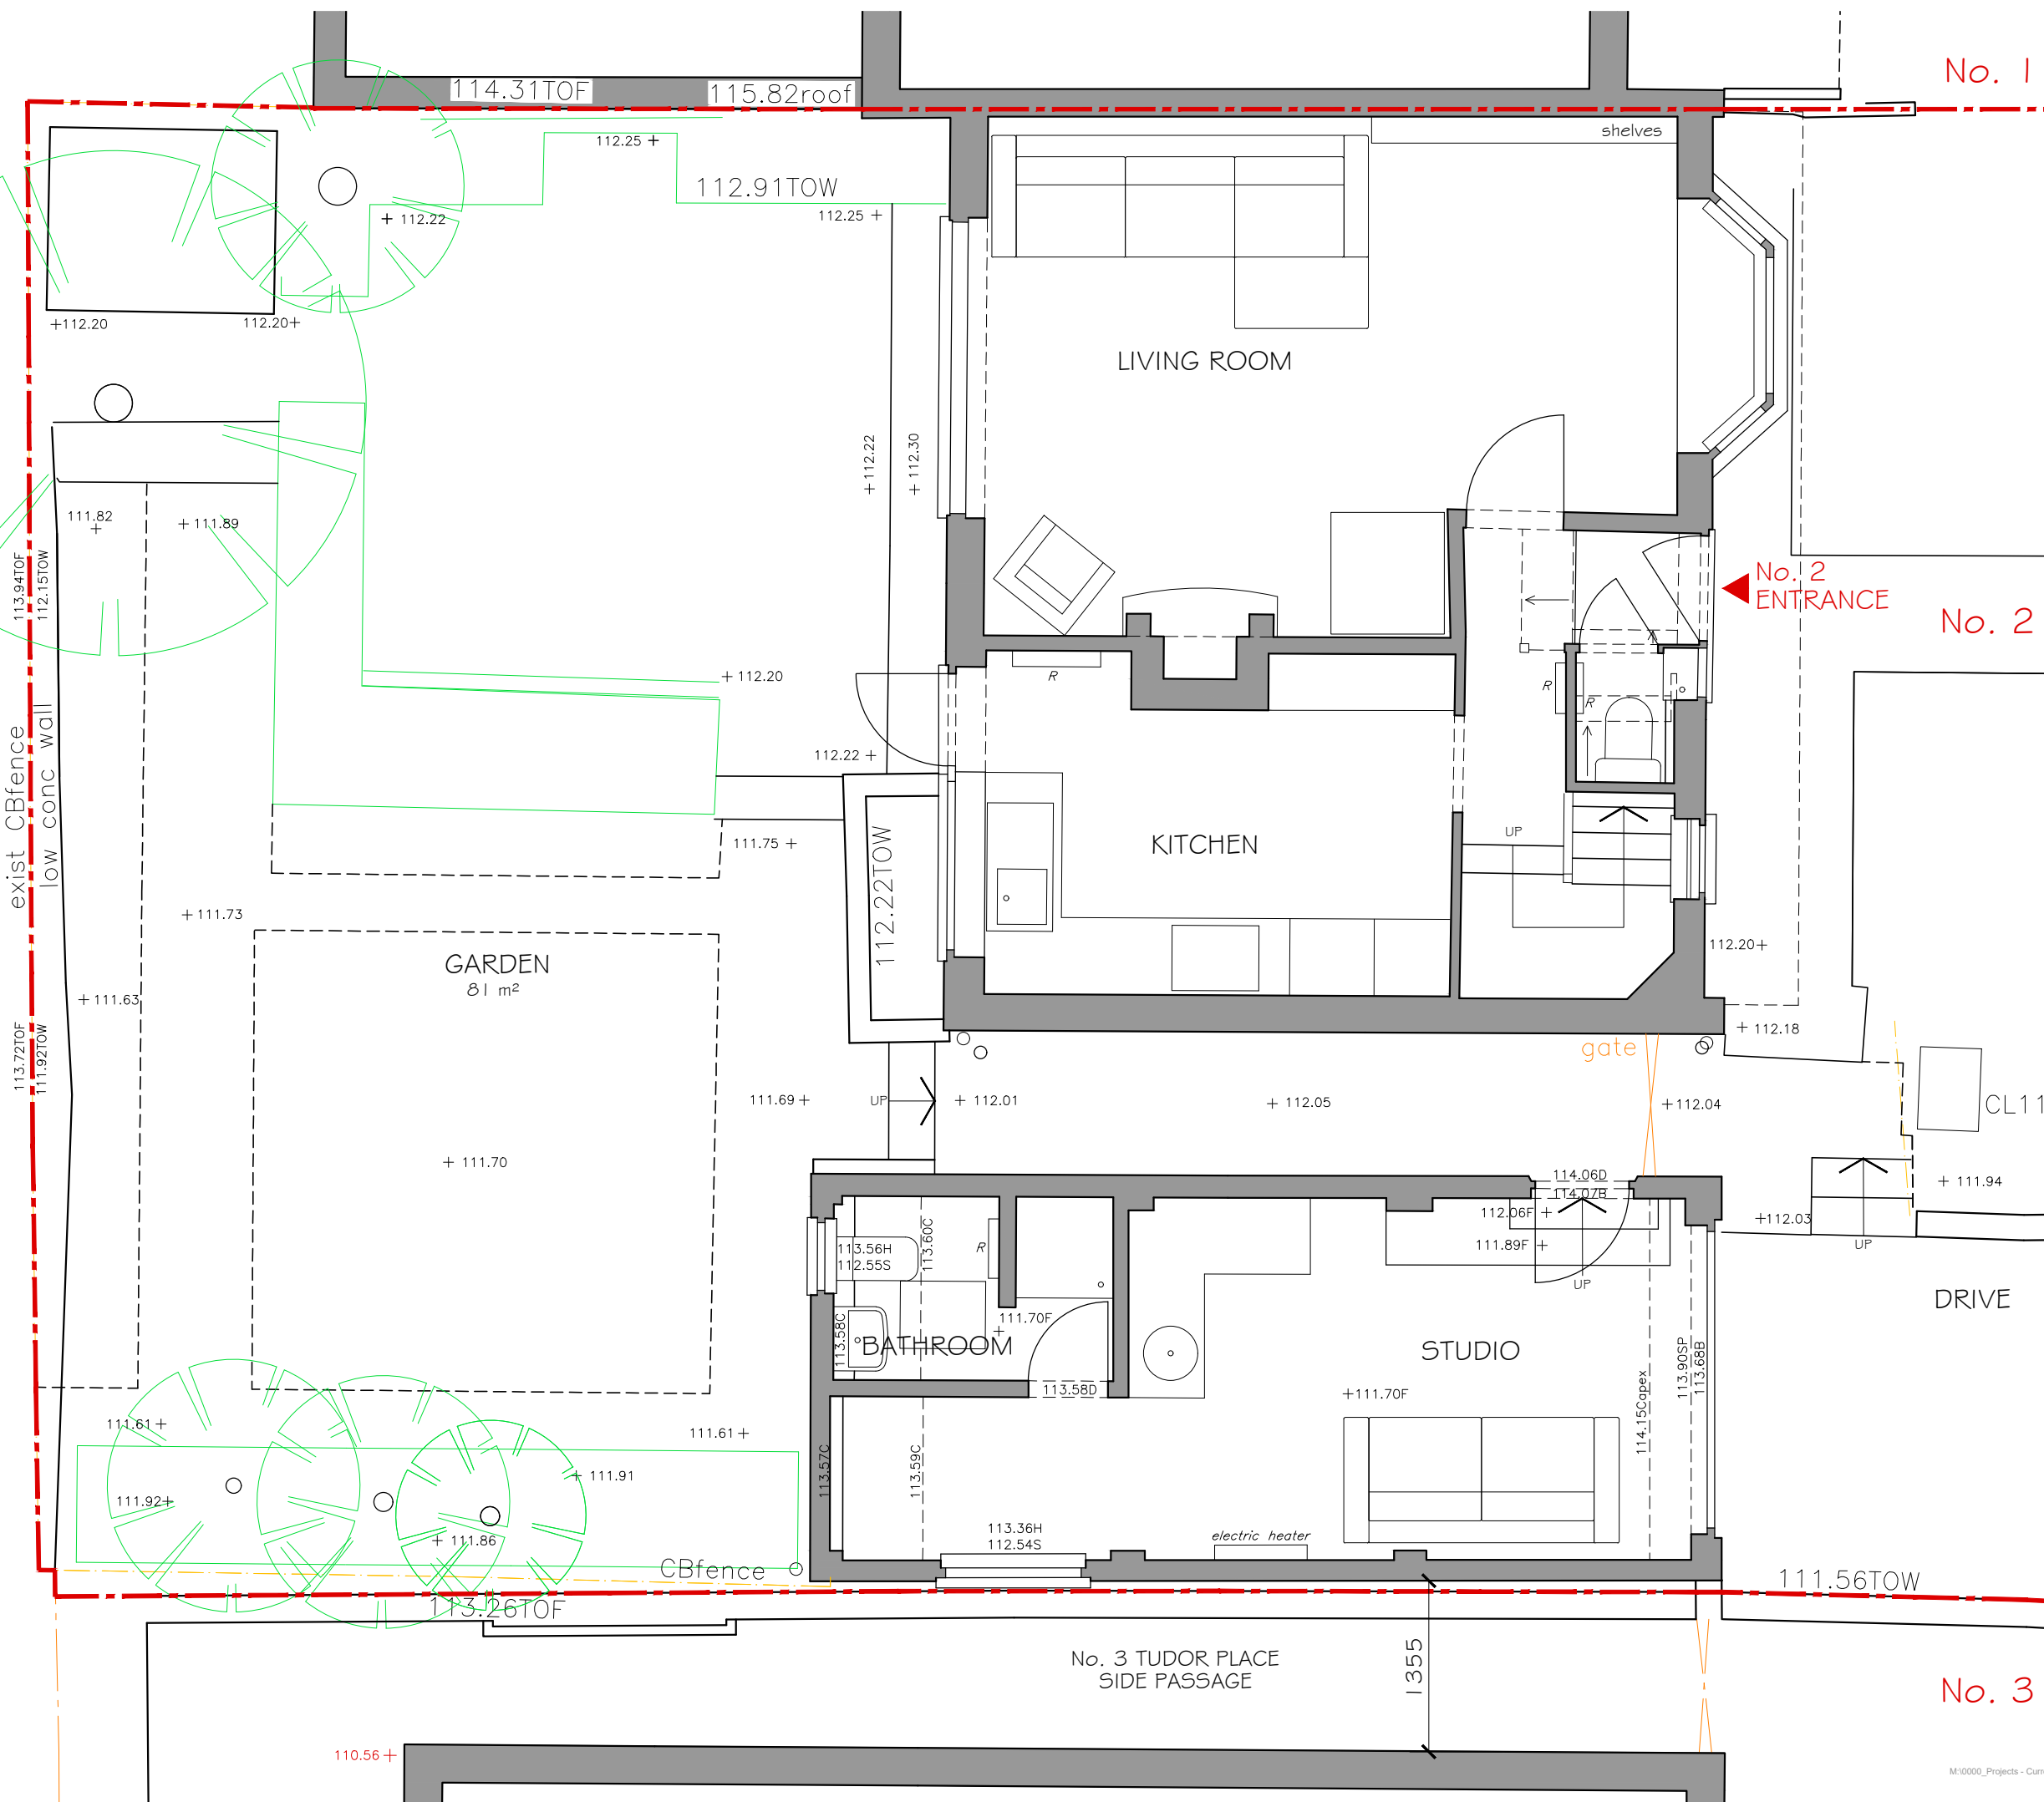 No. 1
114.31TOF
115.82roof
shelves
112.25
112.91TOW
112.25
112.22
112.20
112.20
LIVING ROOM
112.22
112.30
111.82
111.89
113.94TOF
112.15TOW
No. 2
ENTRANCE
No. 2
R
R
R
112.20
exist CBfence
low conc wall
112.22
111.75
112.22TOW
KITCHEN
UP
111.73
112.20
GARDEN
81 m²
111.63
113.72TOF
111.92TOW
112.18
gate
111.69
UP
112.01
112.05
112.04
CL11
111.70
114.06D
114.07B
111.94
112.06F
112.03
111.89F
UP
UP
113.56H
112.55S
113.60C
R
DRIVE
111.70F
113.58C
BATHROOM
STUDIO
113.90SP
113.68B
113.58D
111.70F
114.15Capex
111.61
111.61
113.57C
113.59C
111.91
111.92
111.86
113.36H
112.54S
electric heater
CBfence
111.56TOW
113.26TOF
No. 3 TUDOR PLACE
SIDE PASSAGE
1355
No. 3
110.56
M:\0000_Projects - Curr